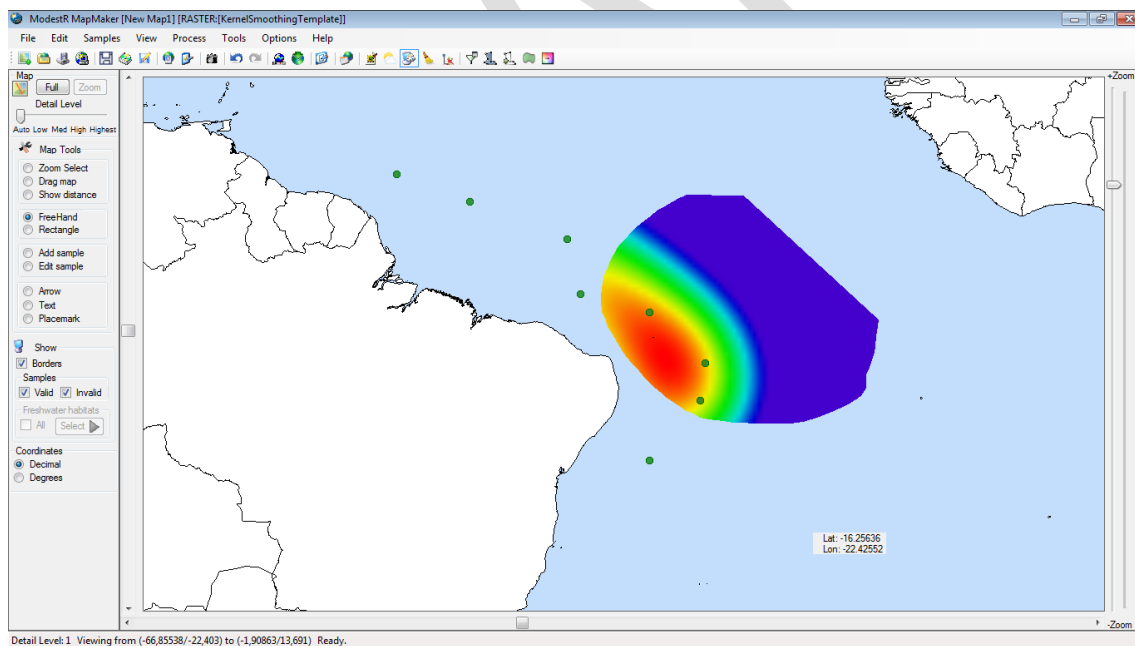 ModestR MapMaker [New Map1] [RASTER:[KernelSmoothingTemplate]]
File Edit Samples View Process Tools Options Help
Map
Full Zoom
Detail Level
Auto Low Med High Highest
Map Tools
Zoom Select
Drag map
Show distance
FreeHand
Rectangle
Add sample
Edit sample
Arrow
Text
Placemark
Show
Borders
Samples
Valid Invalid
Freshwater habitats
All Select
Coordinates
Decimal
Degrees
+Zoom
Lat: -16.25636
Lon: -22.42552
-Zoom
Detail Level: 1 Viewing from (-66,85538/-22,403) to (-1,90863/13,691) Ready.